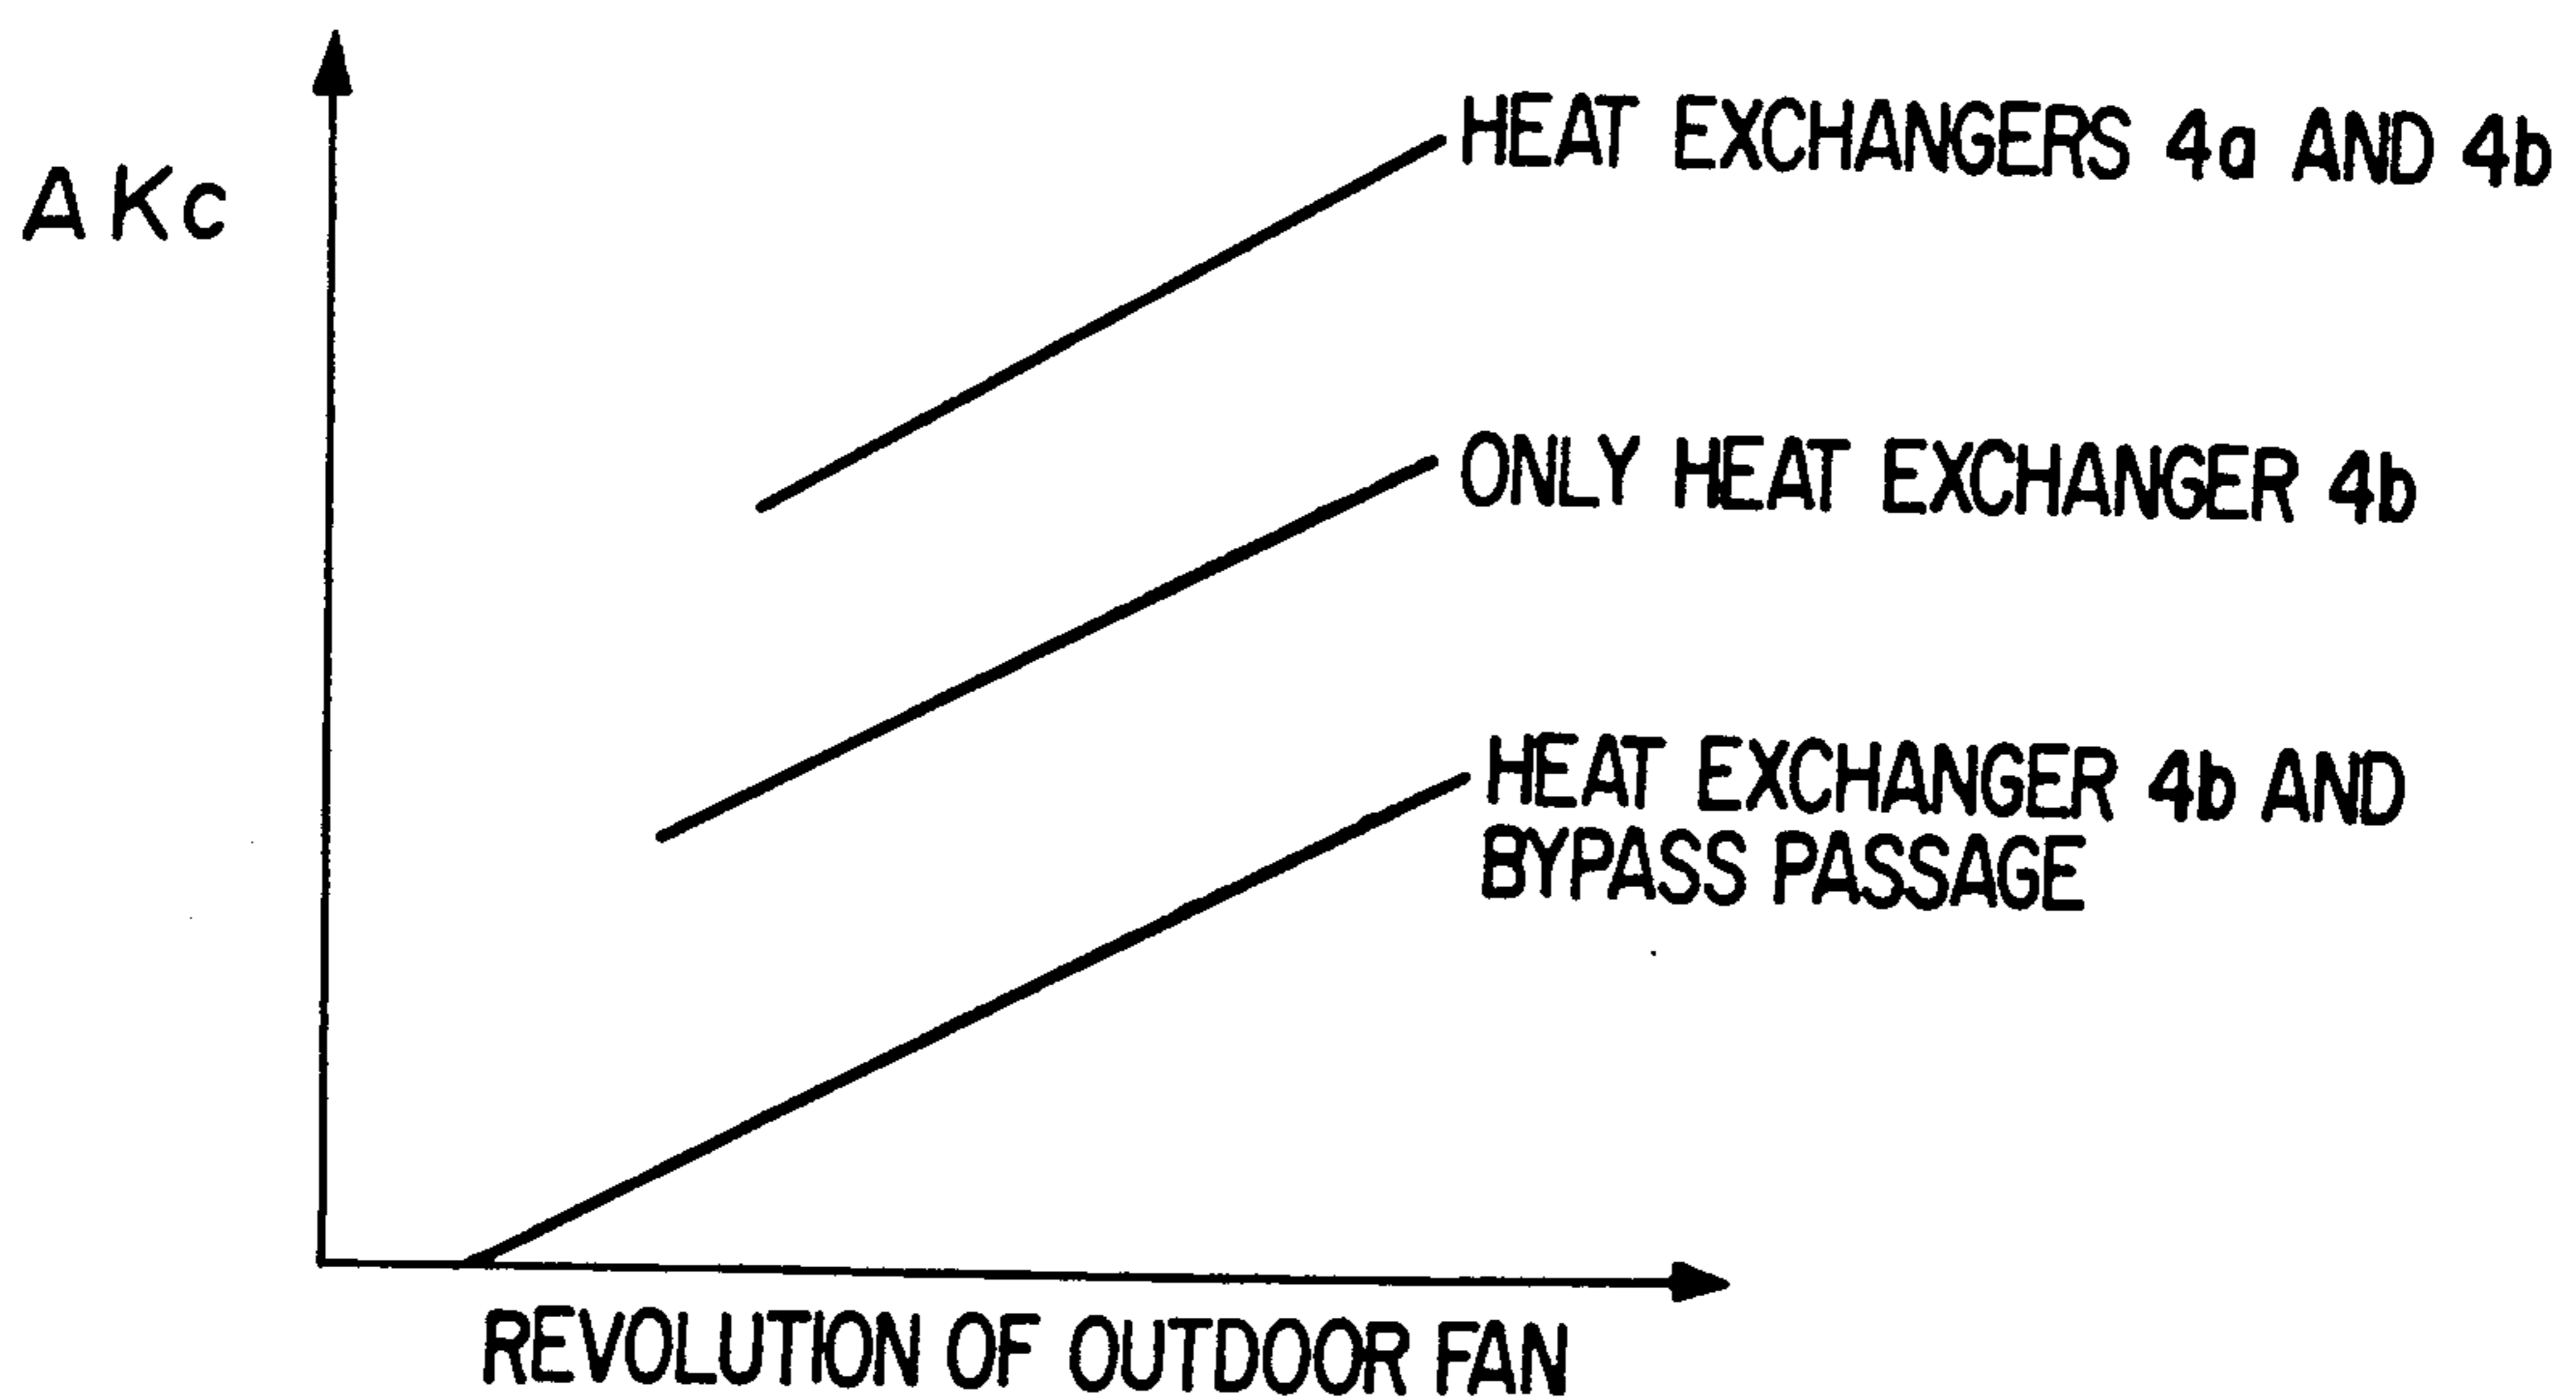 AKc
HEAT EXCHANGERS 4a AND 4b
ONLY HEAT EXCHANGER 4b
HEAT EXCHANGER 4b AND
BYPASS PASSAGE
REVOLUTION OF OUTDOOR FAN